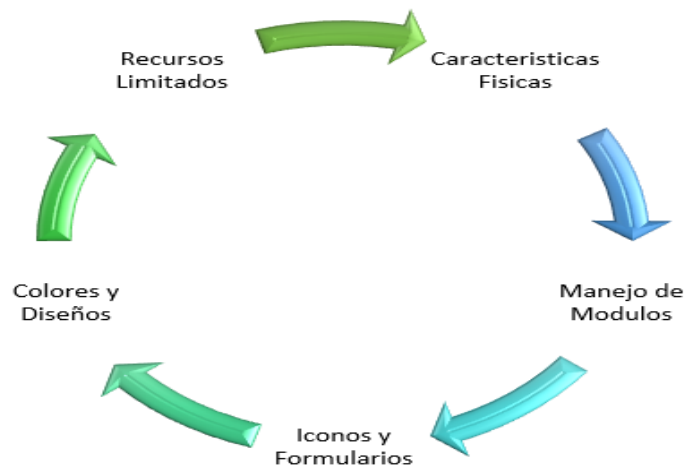 Recursos
Limitados
Caracteristicas
Fisicas
Manejo de
Modulos
Iconos y
Formularios
Colores y
Diseños